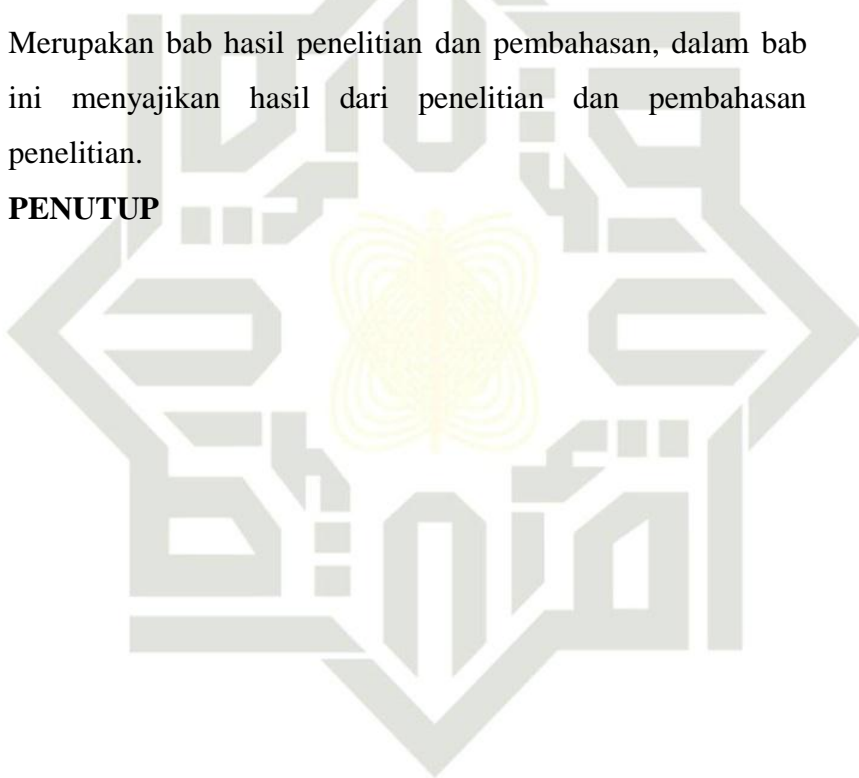 Merupakan bab hasil penelitian dan pembahasan, dalam bab
ini menyajikan hasil dari penelitian dan pembahasan
penelitian.
PENUTUP